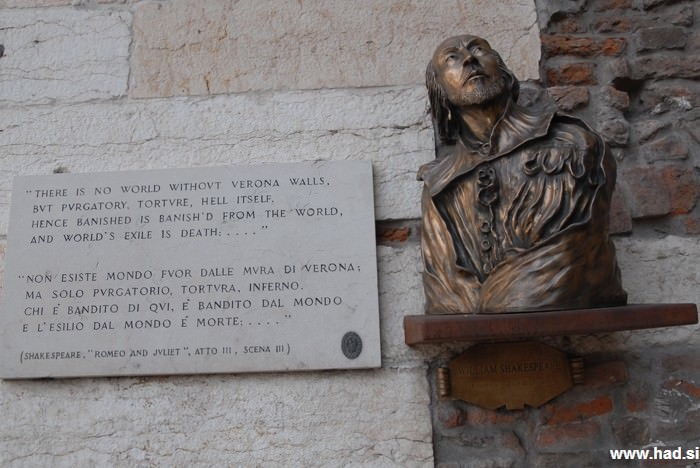 "THERE IS NO WORLD WITHOVT VERONA WALLS,
BVT PVRGATORY, TORTVRE, HELL ITSELF.
HENCE BANISHED IS BANISH'D FROM THE WORLD,
AND WORLD'S EXILE IS DEATH: . . . ."
"NON ESISTE MONDO FVOR DALLE MVRA DI VERONA;
MA SOLO PVRGATORIO, TORTVRA, INFERNO.
CHI É BANDITO DI QVI, É BANDITO DAL MONDO
E L'ESILIO DAL MONDO É MORTE: . . . ."
(SHAKESPEARE, "ROMEO AND JVLIET", ATTO III, SCENA III)
WILLIAM SHAKESPEARE
www.had.si